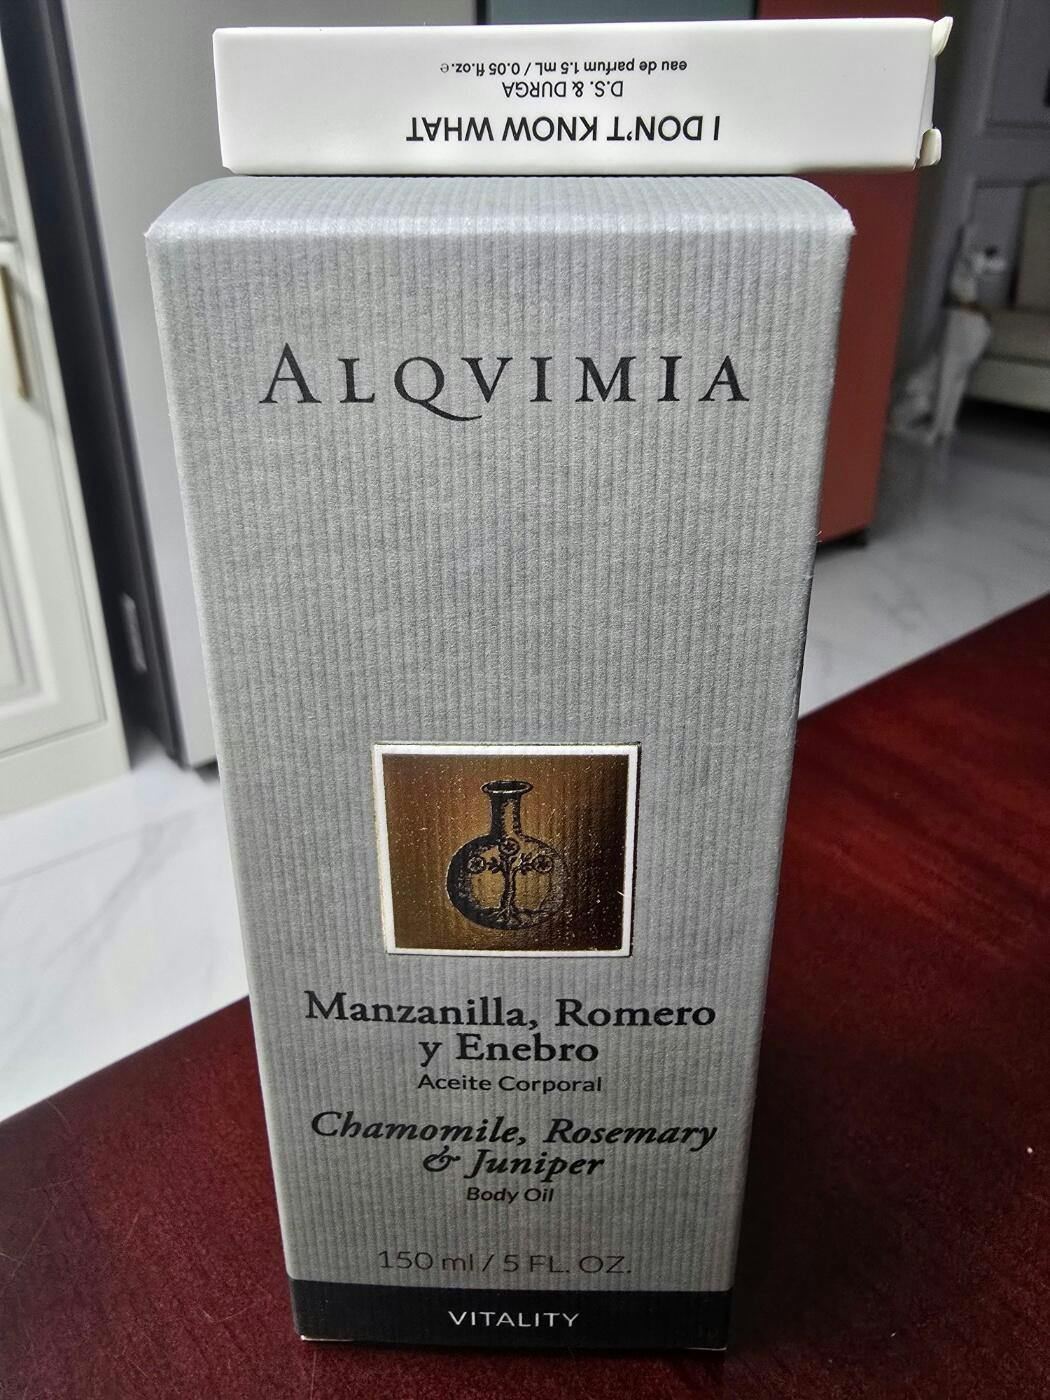 I DON'T KNOW WHAT
D.S. & DURGA
eau de parfum 1.5 mL / 0.05 fl.oz.℮
ALQVIMIA
Manzanilla, Romero
y Enebro
Aceite Corporal
Chamomile, Rosemary
& Juniper
Body Oil
150 ml / 5 FL. OZ.
VITALITY